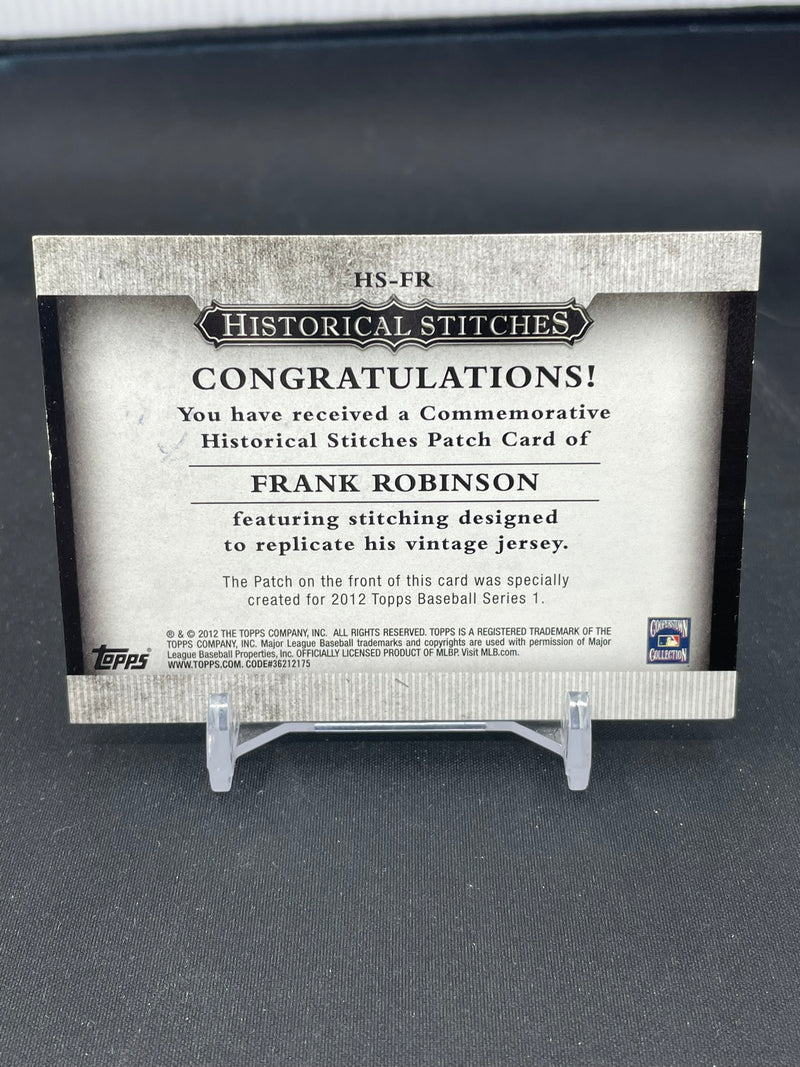 HS-FR
HISTORICAL STITCHES
CONGRATULATIONS!
You have received a Commemorative
Historical Stitches Patch Card of
FRANK ROBINSON
featuring stitching designed
to replicate his vintage jersey.
The Patch on the front of this card was specially
created for 2012 Topps Baseball Series 1.
® & © 2012 THE TOPPS COMPANY, INC. ALL RIGHTS RESERVED. TOPPS IS A REGISTERED TRADEMARK OF THE
TOPPS COMPANY, INC. Major League Baseball trademarks and copyrights are used with permission of Major
League Baseball Properties, Inc. OFFICIALLY LICENSED PRODUCT OF MLBP. Visit MLB.com.
WWW.TOPPS.COM. CODE#36212175
TOPPS®
COOPERSTOWN
COLLECTION